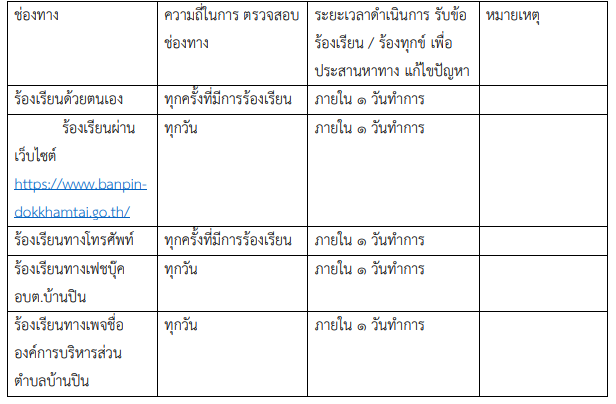 ช่องทาง
ความถี่ในการ ตรวจสอบ
ช่องทาง
ระยะเวลาดำเนินการ รับข้อ
ร้องเรียน / ร้องทุกข์ เพื่อ
ประสานหาทาง แก้ไขปัญหา
หมายเหตุ
ร้องเรียนด้วยตนเอง
ทุกครั้งที่มีการร้องเรียน
ภายใน ๑ วันทำการ
ร้องเรียนผ่าน
เว็บไซต์
https://www.banpin-
dokkhamtai.go.th/
ทุกวัน
ภายใน ๑ วันทำการ
ร้องเรียนทางโทรศัพท์
ทุกครั้งที่มีการร้องเรียน
ภายใน ๑ วันทำการ
ร้องเรียนทางเฟชบุ๊ค
อบต.บ้านปิน
ทุกวัน
ภายใน ๑ วันทำการ
ร้องเรียนทางเพจชื่อ
องค์การบริหารส่วน
ตำบลบ้านปิน
ทุกวัน
ภายใน ๑ วันทำการ